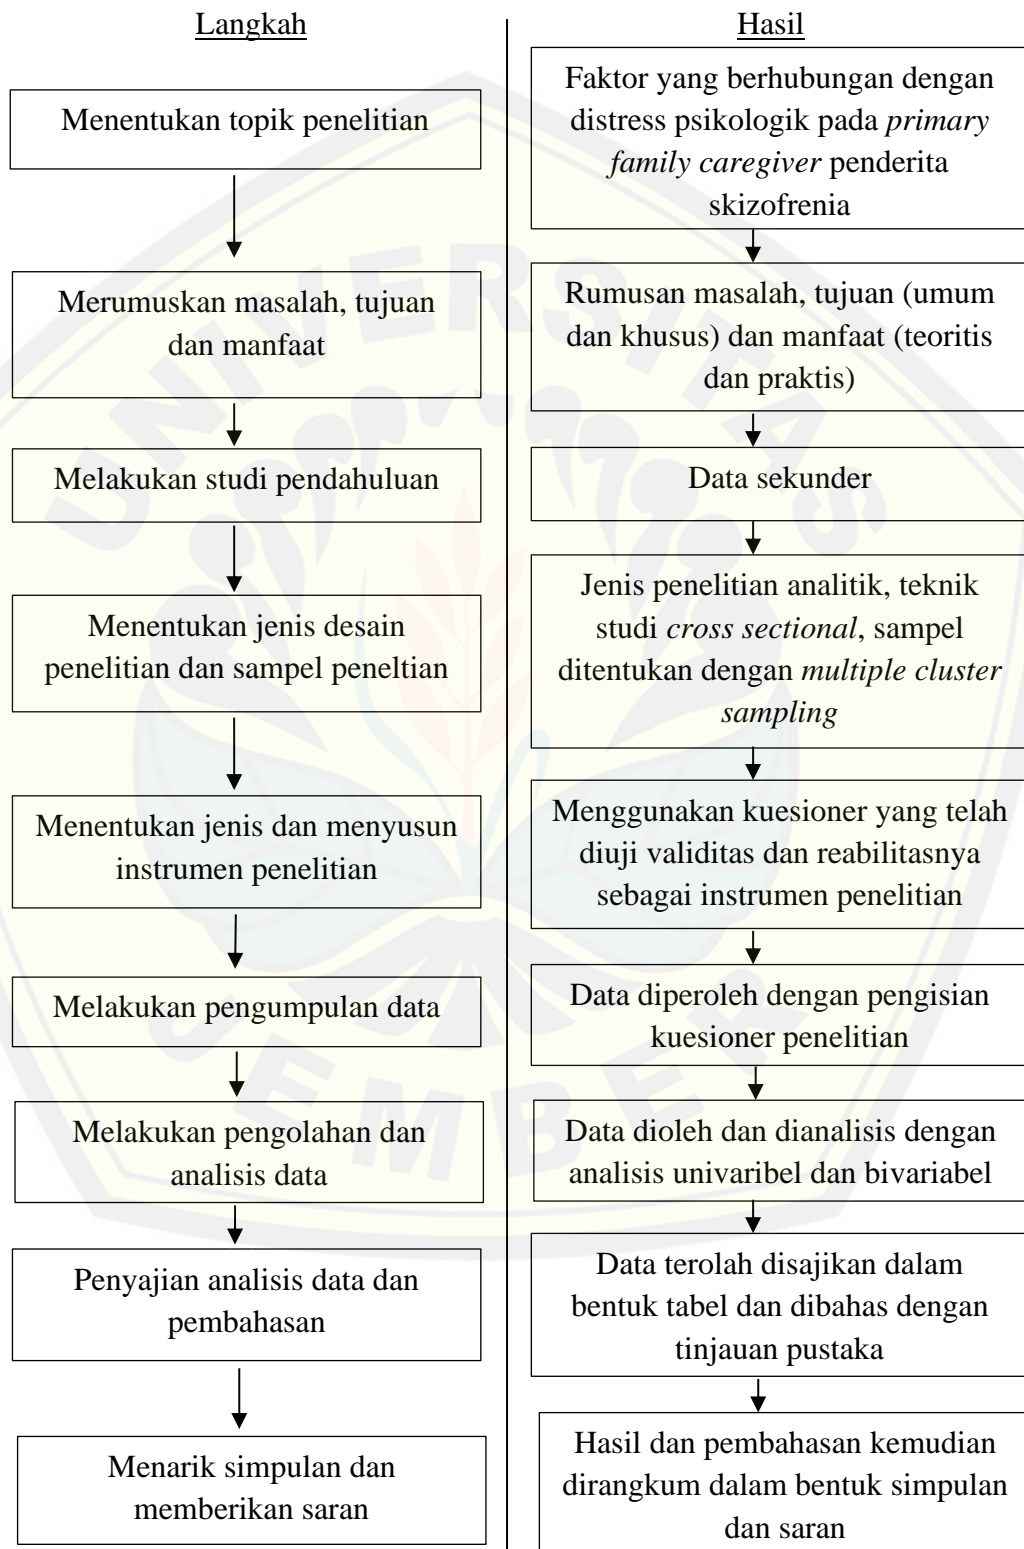 Langkah
Hasil
Menentukan topik penelitian
Faktor yang berhubungan dengan
distress psikologik pada primary
family caregiver penderita
skizofrenia
Merumuskan masalah, tujuan
dan manfaat
Rumusan masalah, tujuan (umum
dan khusus) dan manfaat (teoritis
dan praktis)
Melakukan studi pendahuluan
Data sekunder
Menentukan jenis desain
penelitian dan sampel peneltian
Jenis penelitian analitik, teknik
studi cross sectional, sampel
ditentukan dengan multiple cluster
sampling
Menentukan jenis dan menyusun
instrumen penelitian
Menggunakan kuesioner yang telah
diuji validitas dan reabilitasnya
sebagai instrumen penelitian
Melakukan pengumpulan data
Data diperoleh dengan pengisian
kuesioner penelitian
Melakukan pengolahan dan
analisis data
Data dioleh dan dianalisis dengan
analisis univaribel dan bivariabel
Penyajian analisis data dan
pembahasan
Data terolah disajikan dalam
bentuk tabel dan dibahas dengan
tinjauan pustaka
Menarik simpulan dan
memberikan saran
Hasil dan pembahasan kemudian
dirangkum dalam bentuk simpulan
dan saran
UNIVERSITAS
JEMBER